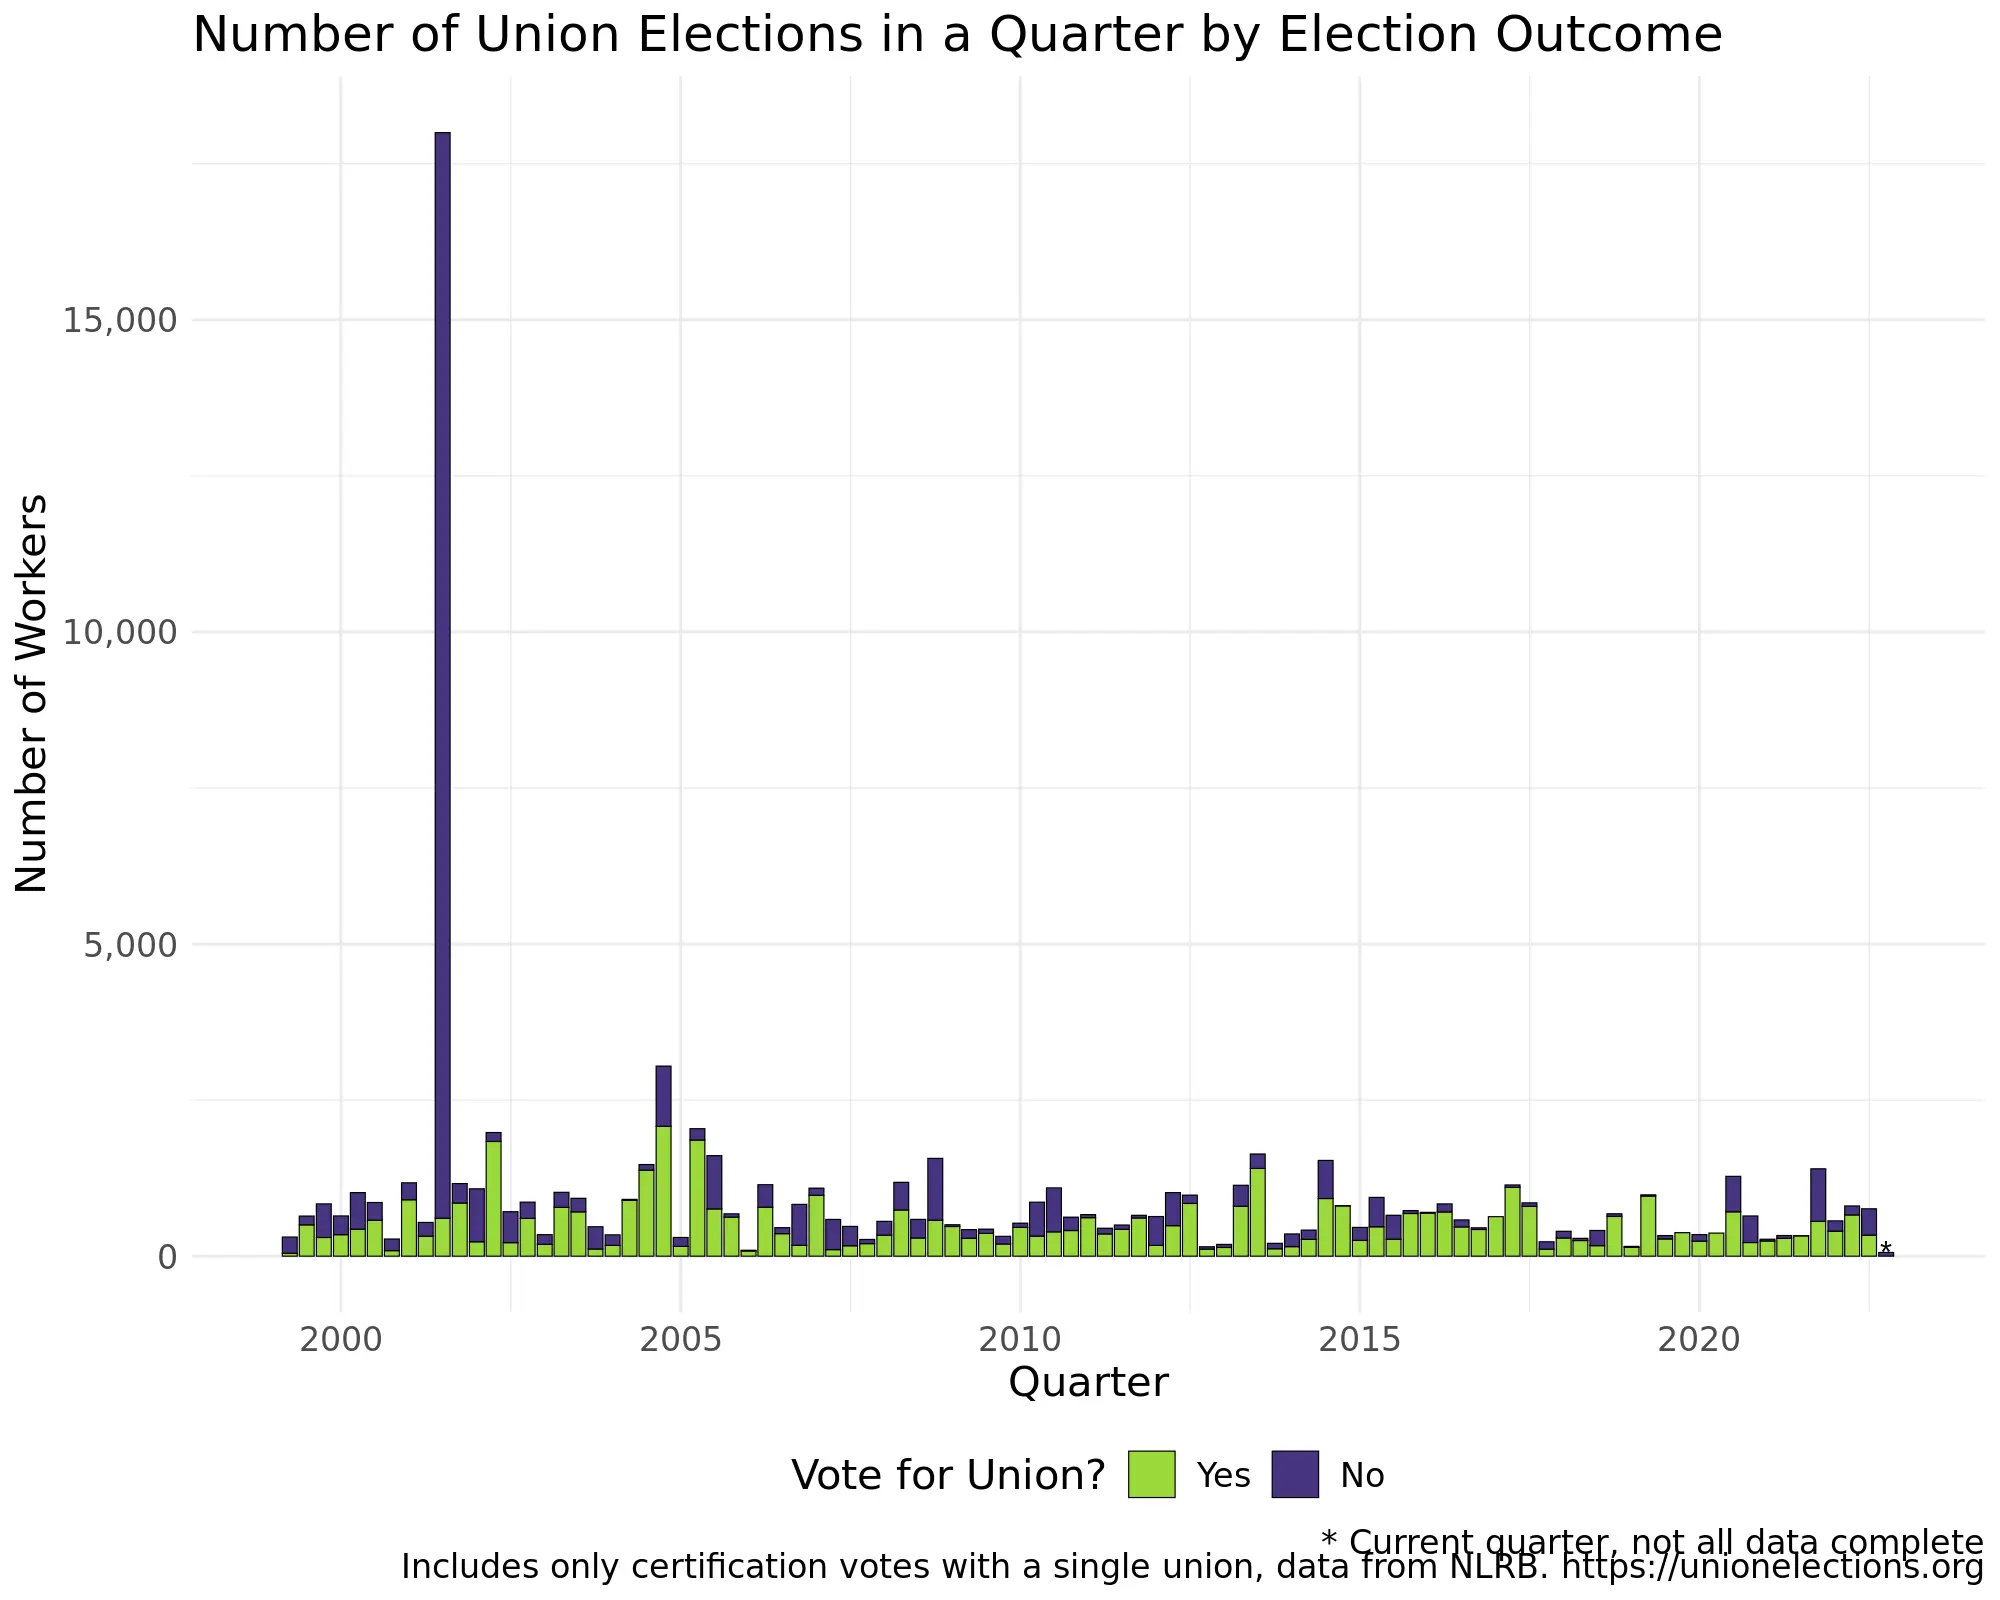 Number of Union Elections in a Quarter by Election Outcome
Number of Workers
15,000
10,000
5,000
0
*
2000 2005 2010 2015 2020
Quarter
Vote for Union? Yes No
* Current quarter, not all data complete
Includes only certification votes with a single union, data from NLRB. https://unionelections.org